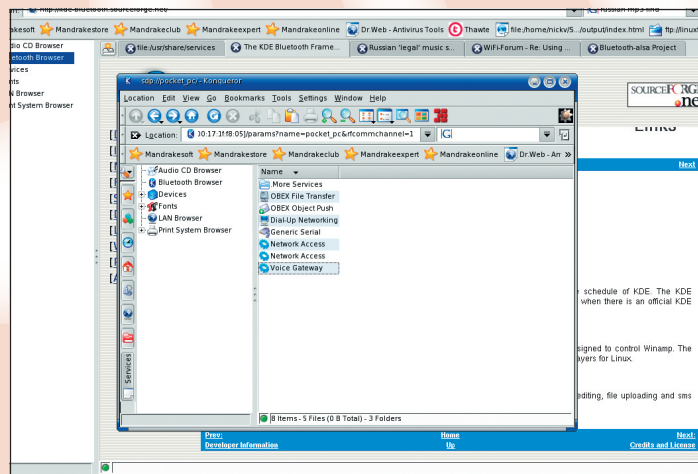 http://kde-bluetooth.sourceforge.net/
Russian mp3 find
akesoft Mandrakestore Mandrakeclub Mandrakeexpert Mandrakeonline Dr.Web - Antivirus Tools Thawte file:/home/nickv/5.../output/index.html ftp://linuxf
dio CD Browser
etooth Browser
vices
nts
N Browser
nt System Browser
file:/usr/share/services
The KDE Bluetooth Frame...
Russian 'legal' music s...
WiFi-Forum - Re: Using ...
Bluetooth-alsa Project
SOURCEFORGE
.ne
Links
Next
sdp://pocket_pc/ - Konqueror
Location Edit View Go Bookmarks Tools Settings Window Help
Location: 00:17:1f:f8:05]/params?name=pocket_pc&rfcommchannel=1
Mandrakesoft Mandrakestore Mandrakeclub Mandrakeexpert Mandrakeonline Dr.Web - An »
Audio CD Browser
Bluetooth Browser
Devices
Fonts
LAN Browser
Print System Browser
Services
Name
.More Services
OBEX File Transfer
OBEX Object Push
Dial-Up Networking
Generic Serial
Network Access
Network Access
Voice Gateway
8 Items - 5 Files (0 B Total) - 3 Folders
schedule of KDE. The KDE
when there is an official KDE
signed to control Winamp. The
ayers for Linux.
editing, file uploading and sms
Prev:
Developer Information
Home
Up
Next:
Credits and License